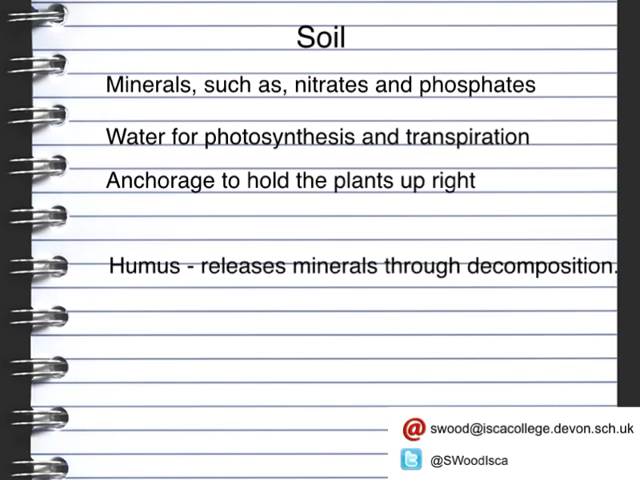 Soil
Minerals, such as, nitrates and phosphates
Water for photosynthesis and transpiration
Anchorage to hold the plants up right
Humus - releases minerals through decomposition.
@ swood@iscacollege.devon.sch.uk
@SWoodIsca